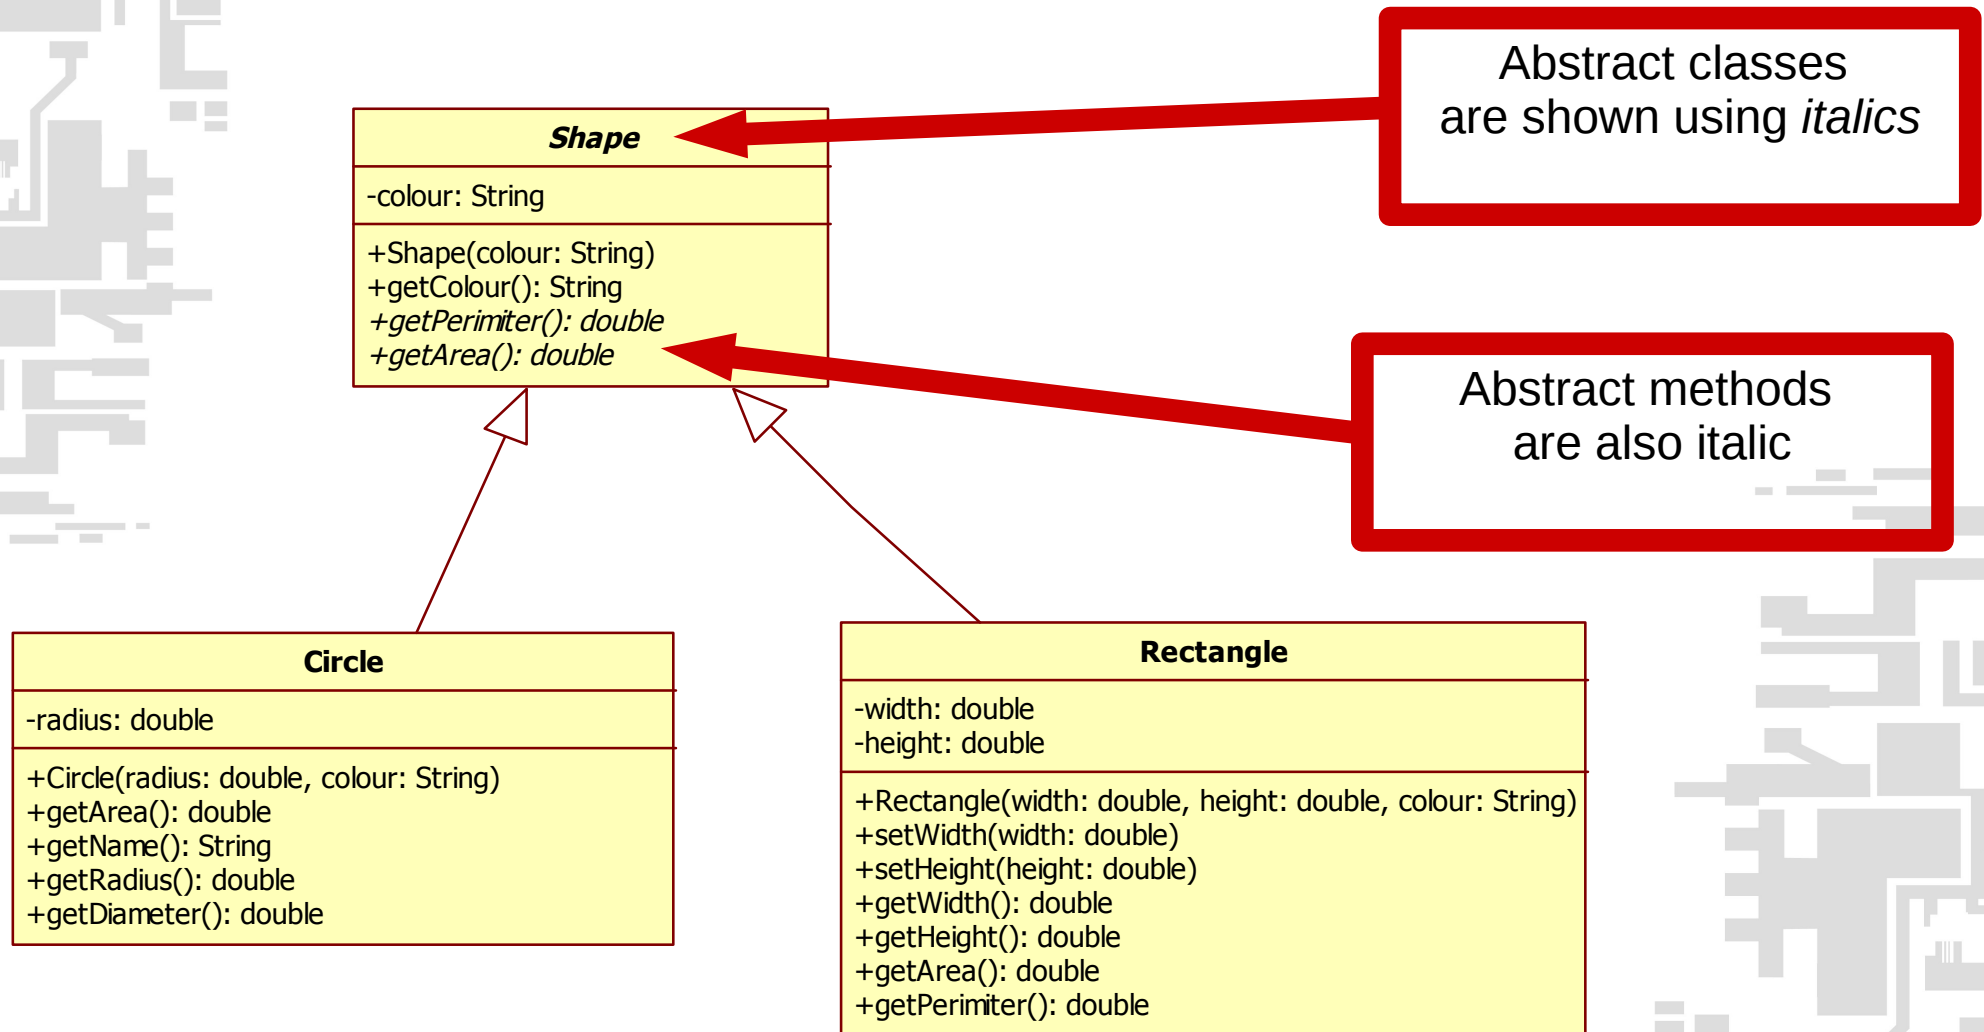 Abstract classes
are shown using italics
Shape
-colour: String
+Shape(colour: String)
+getColour(): String
+getPerimiter(): double
+getArea(): double
Abstract methods
are also italic
Circle
-radius: double
+Circle(radius: double, colour: String)
+getArea(): double
+getName(): String
+getRadius(): double
+getDiameter(): double
Rectangle
-width: double
-height: double
+Rectangle(width: double, height: double, colour: String)
+setWidth(width: double)
+setHeight(height: double)
+getWidth(): double
+getHeight(): double
+getArea(): double
+getPerimiter(): double